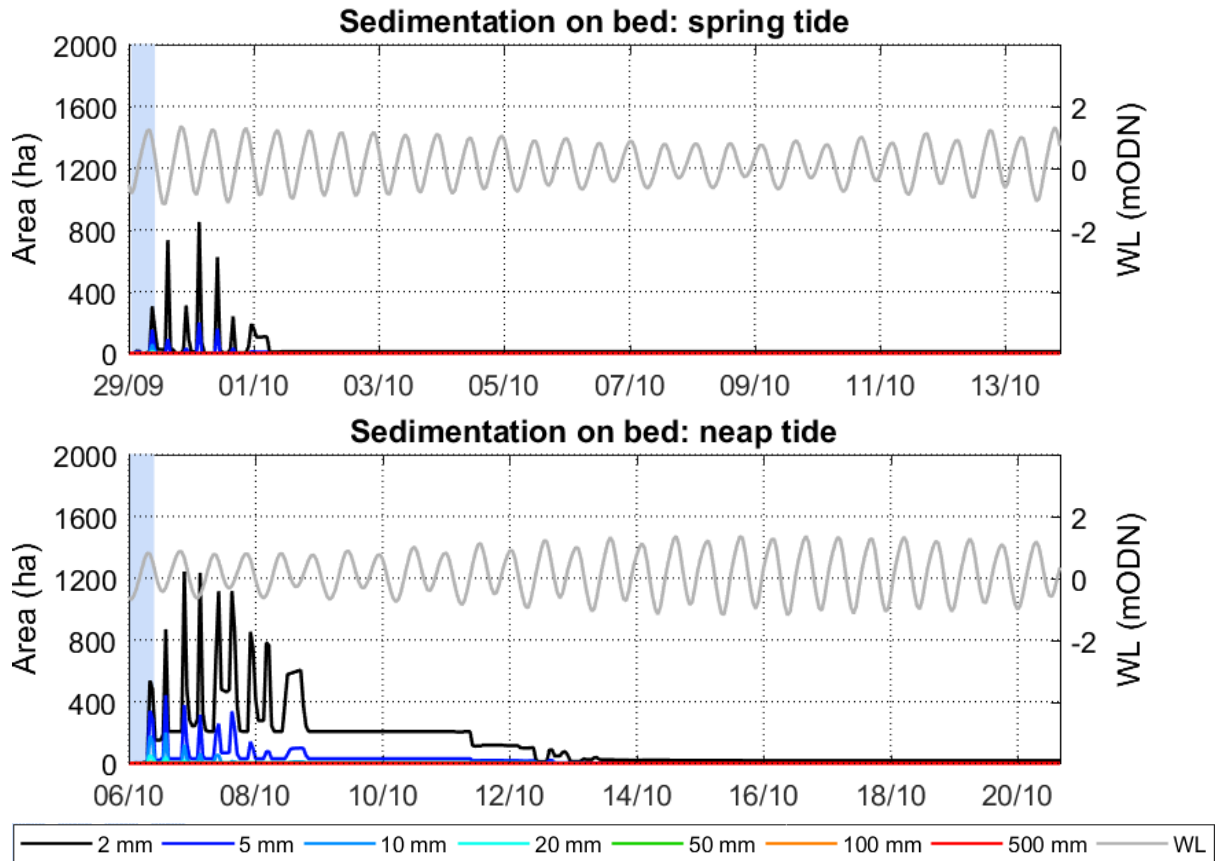 Sedimentation on bed: spring tide
2000
1600
1200
800
400
0
Area (ha)
2
0
-2
WL (mODN)
29/09 01/10 03/10 05/10 07/10 09/10 11/10 13/10
Sedimentation on bed: neap tide
2000
1600
1200
800
400
0
Area (ha)
2
0
-2
WL (mODN)
06/10 08/10 10/10 12/10 14/10 16/10 18/10 20/10
2 mm 5 mm 10 mm 20 mm 50 mm 100 mm 500 mm WL